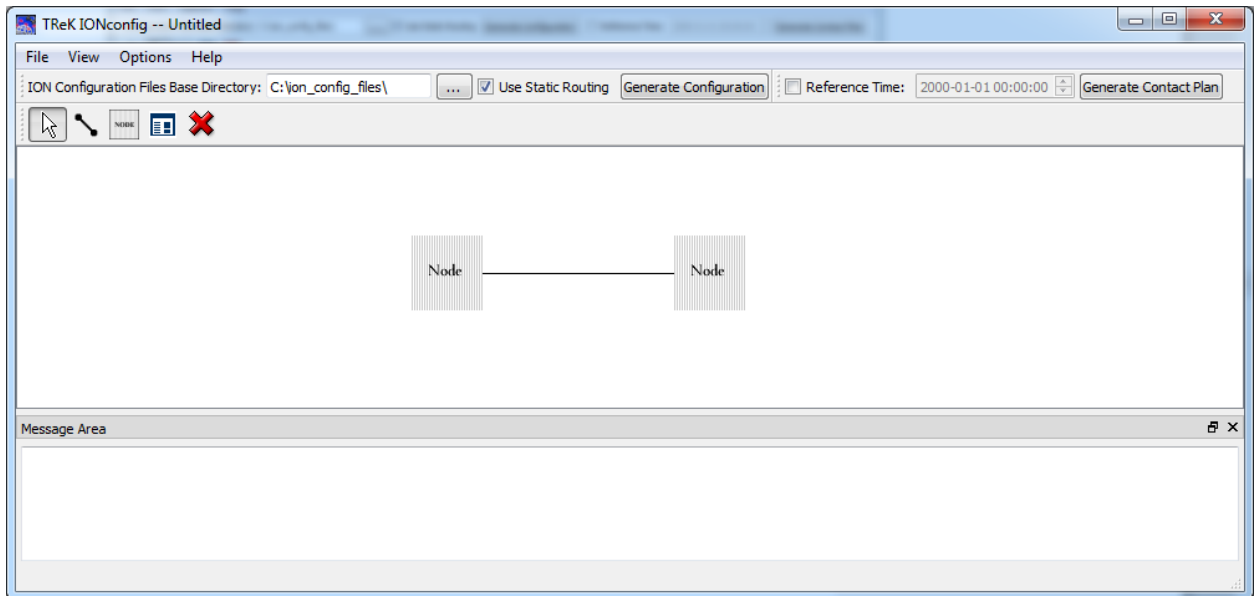 TReK IONconfig -- Untitled
File View Options Help
ION Configuration Files Base Directory: C:\ion_config_files\ ... Use Static Routing Generate Configuration Reference Time: 2000-01-01 00:00:00 Generate Contact Plan
NODE
Node Node
Message Area